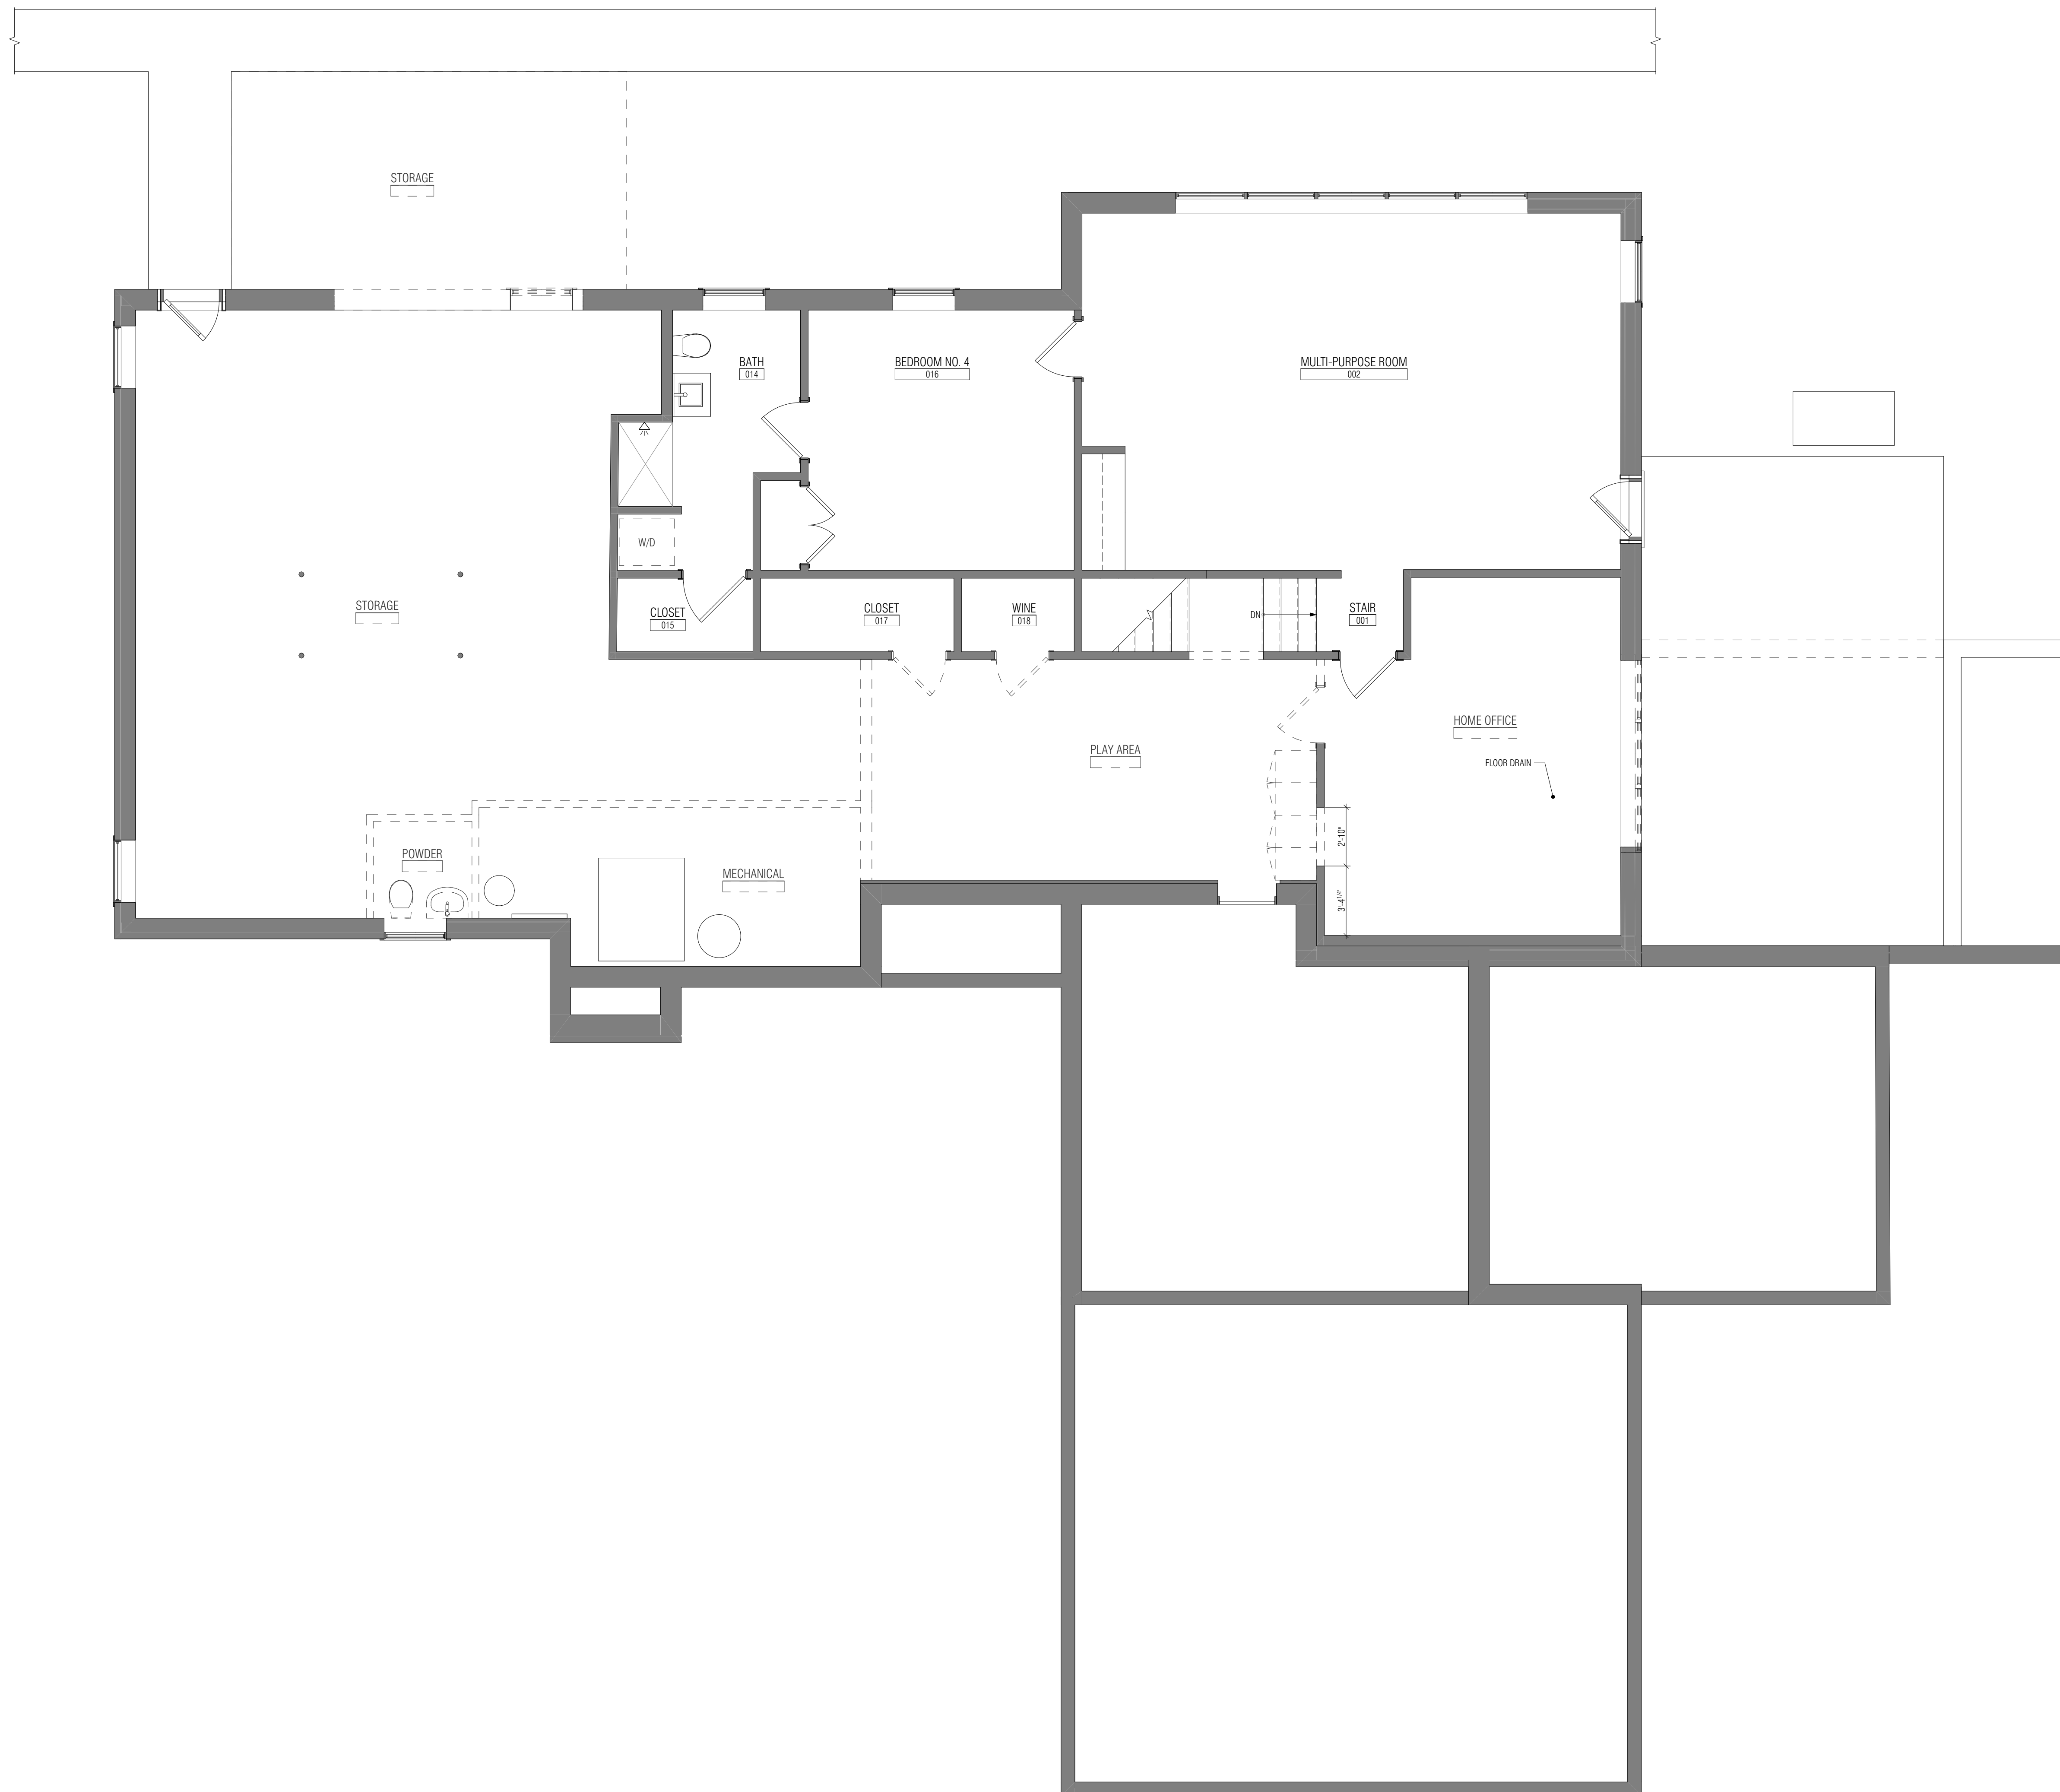 STORAGE
BATH
014
BEDROOM NO. 4
016
MULTI-PURPOSE ROOM
002
W/D
STORAGE
CLOSET
015
CLOSET
017
WINE
018
DN
STAIR
001
HOME OFFICE
PLAY AREA
FLOOR DRAIN
2'-10"
POWDER
MECHANICAL
3'-4 1/4"